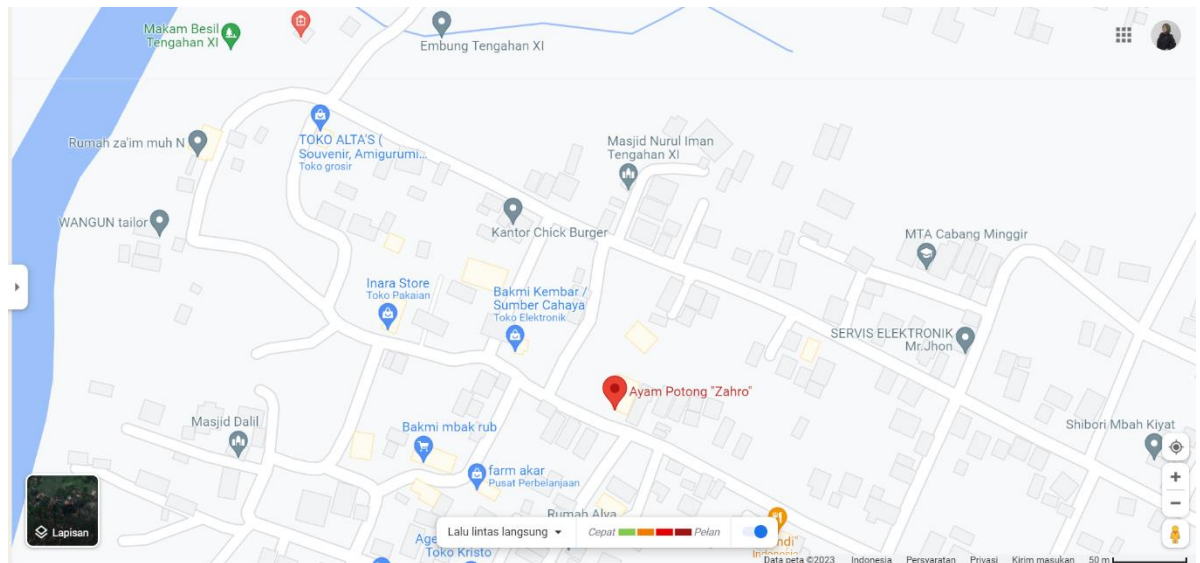 Makam Besil
Tengahan XI
Embung Tengahan XI
Rumah za'im muh N
TOKO ALTA'S (
Souvenir, Amigurumi...
Toko grosir
Masjid Nurul Iman
Tengahan XI
WANGUN tailor
Kantor Chick Burger
MTA Cabang Minggir
Inara Store
Toko Pakaian
Bakmi Kembar /
Sumber Cahaya
Toko Elektronik
SERVIS ELEKTRONIK
Mr.Jhon
Ayam Potong "Zahro"
Masjid Dalil
Bakmi mbak rub
Shibori Mbah Kiyat
farm akar
Pusat Perbelanjaan
Rumah Alva
Lapisan
Lalu lintas langsung
Cepat
Pelan
Age
Toko Kristo
ndi"
Indonesia
Data peta ©2023 Indonesia Persyaratan Privasi Kirim masukan 50 m